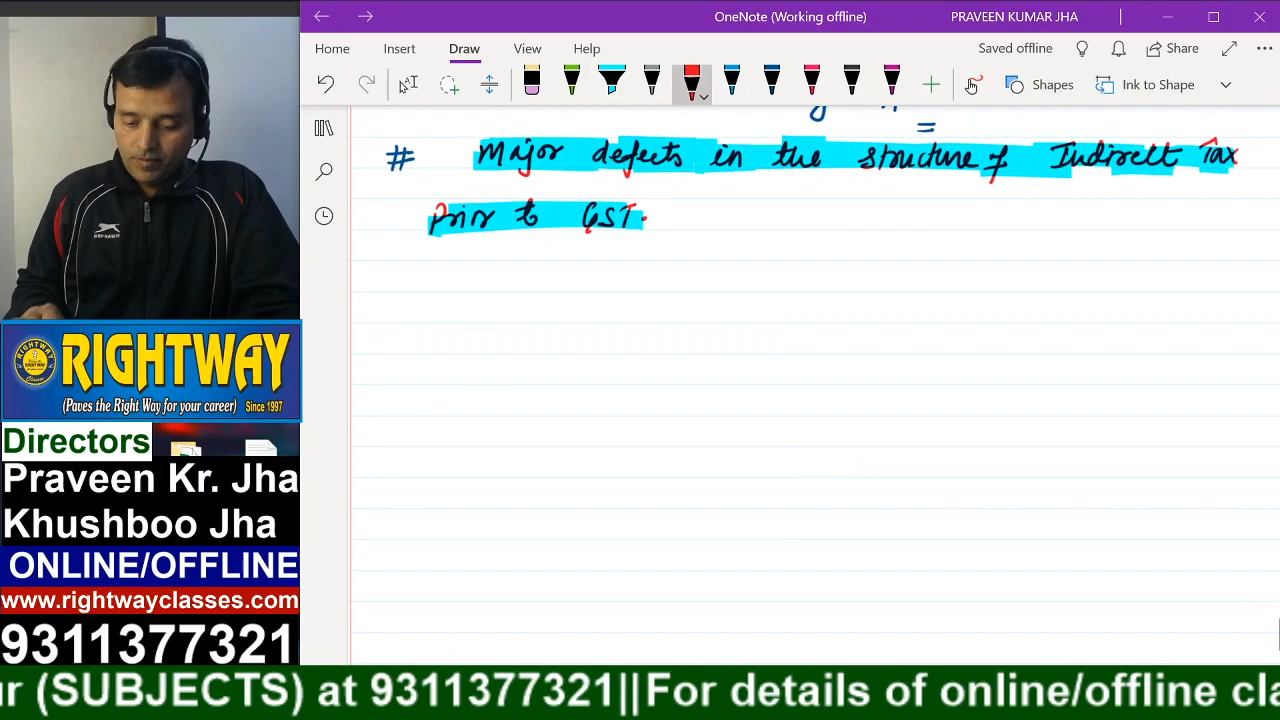 OneNote (Working offline)
PRAVEEN KUMAR JHA
Home Insert Draw View Help
Saved offline
Share
Shapes
Ink to Shape
# Major defects in the structure of Indirect Tax
Prior to GST.
RIGHTWAY
(Paves the Right Way for your career) Since 1997
Directors
Praveen Kr. Jha
Khushboo Jha
ONLINE/OFFLINE
www.rightwayclasses.com
9311377321
ur (SUBJECTS) at 9311377321||For details of online/offline cla